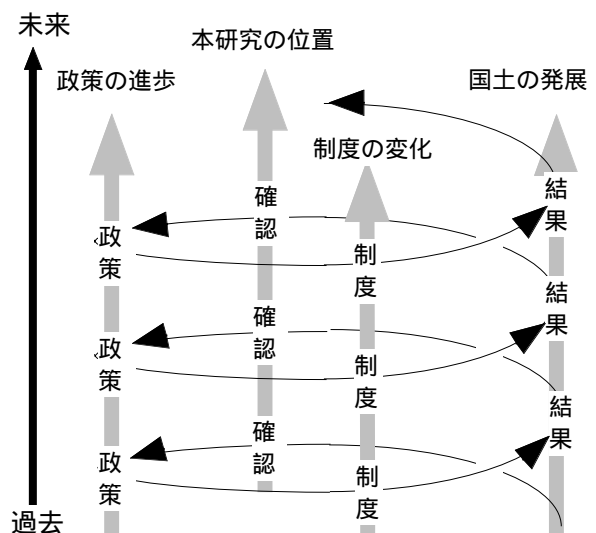 未来
本研究の位置
政策の進歩
国土の発展
制度の変化
確認
政策
制度
結果
確認
政策
制度
結果
確認
政策
制度
結果
過去